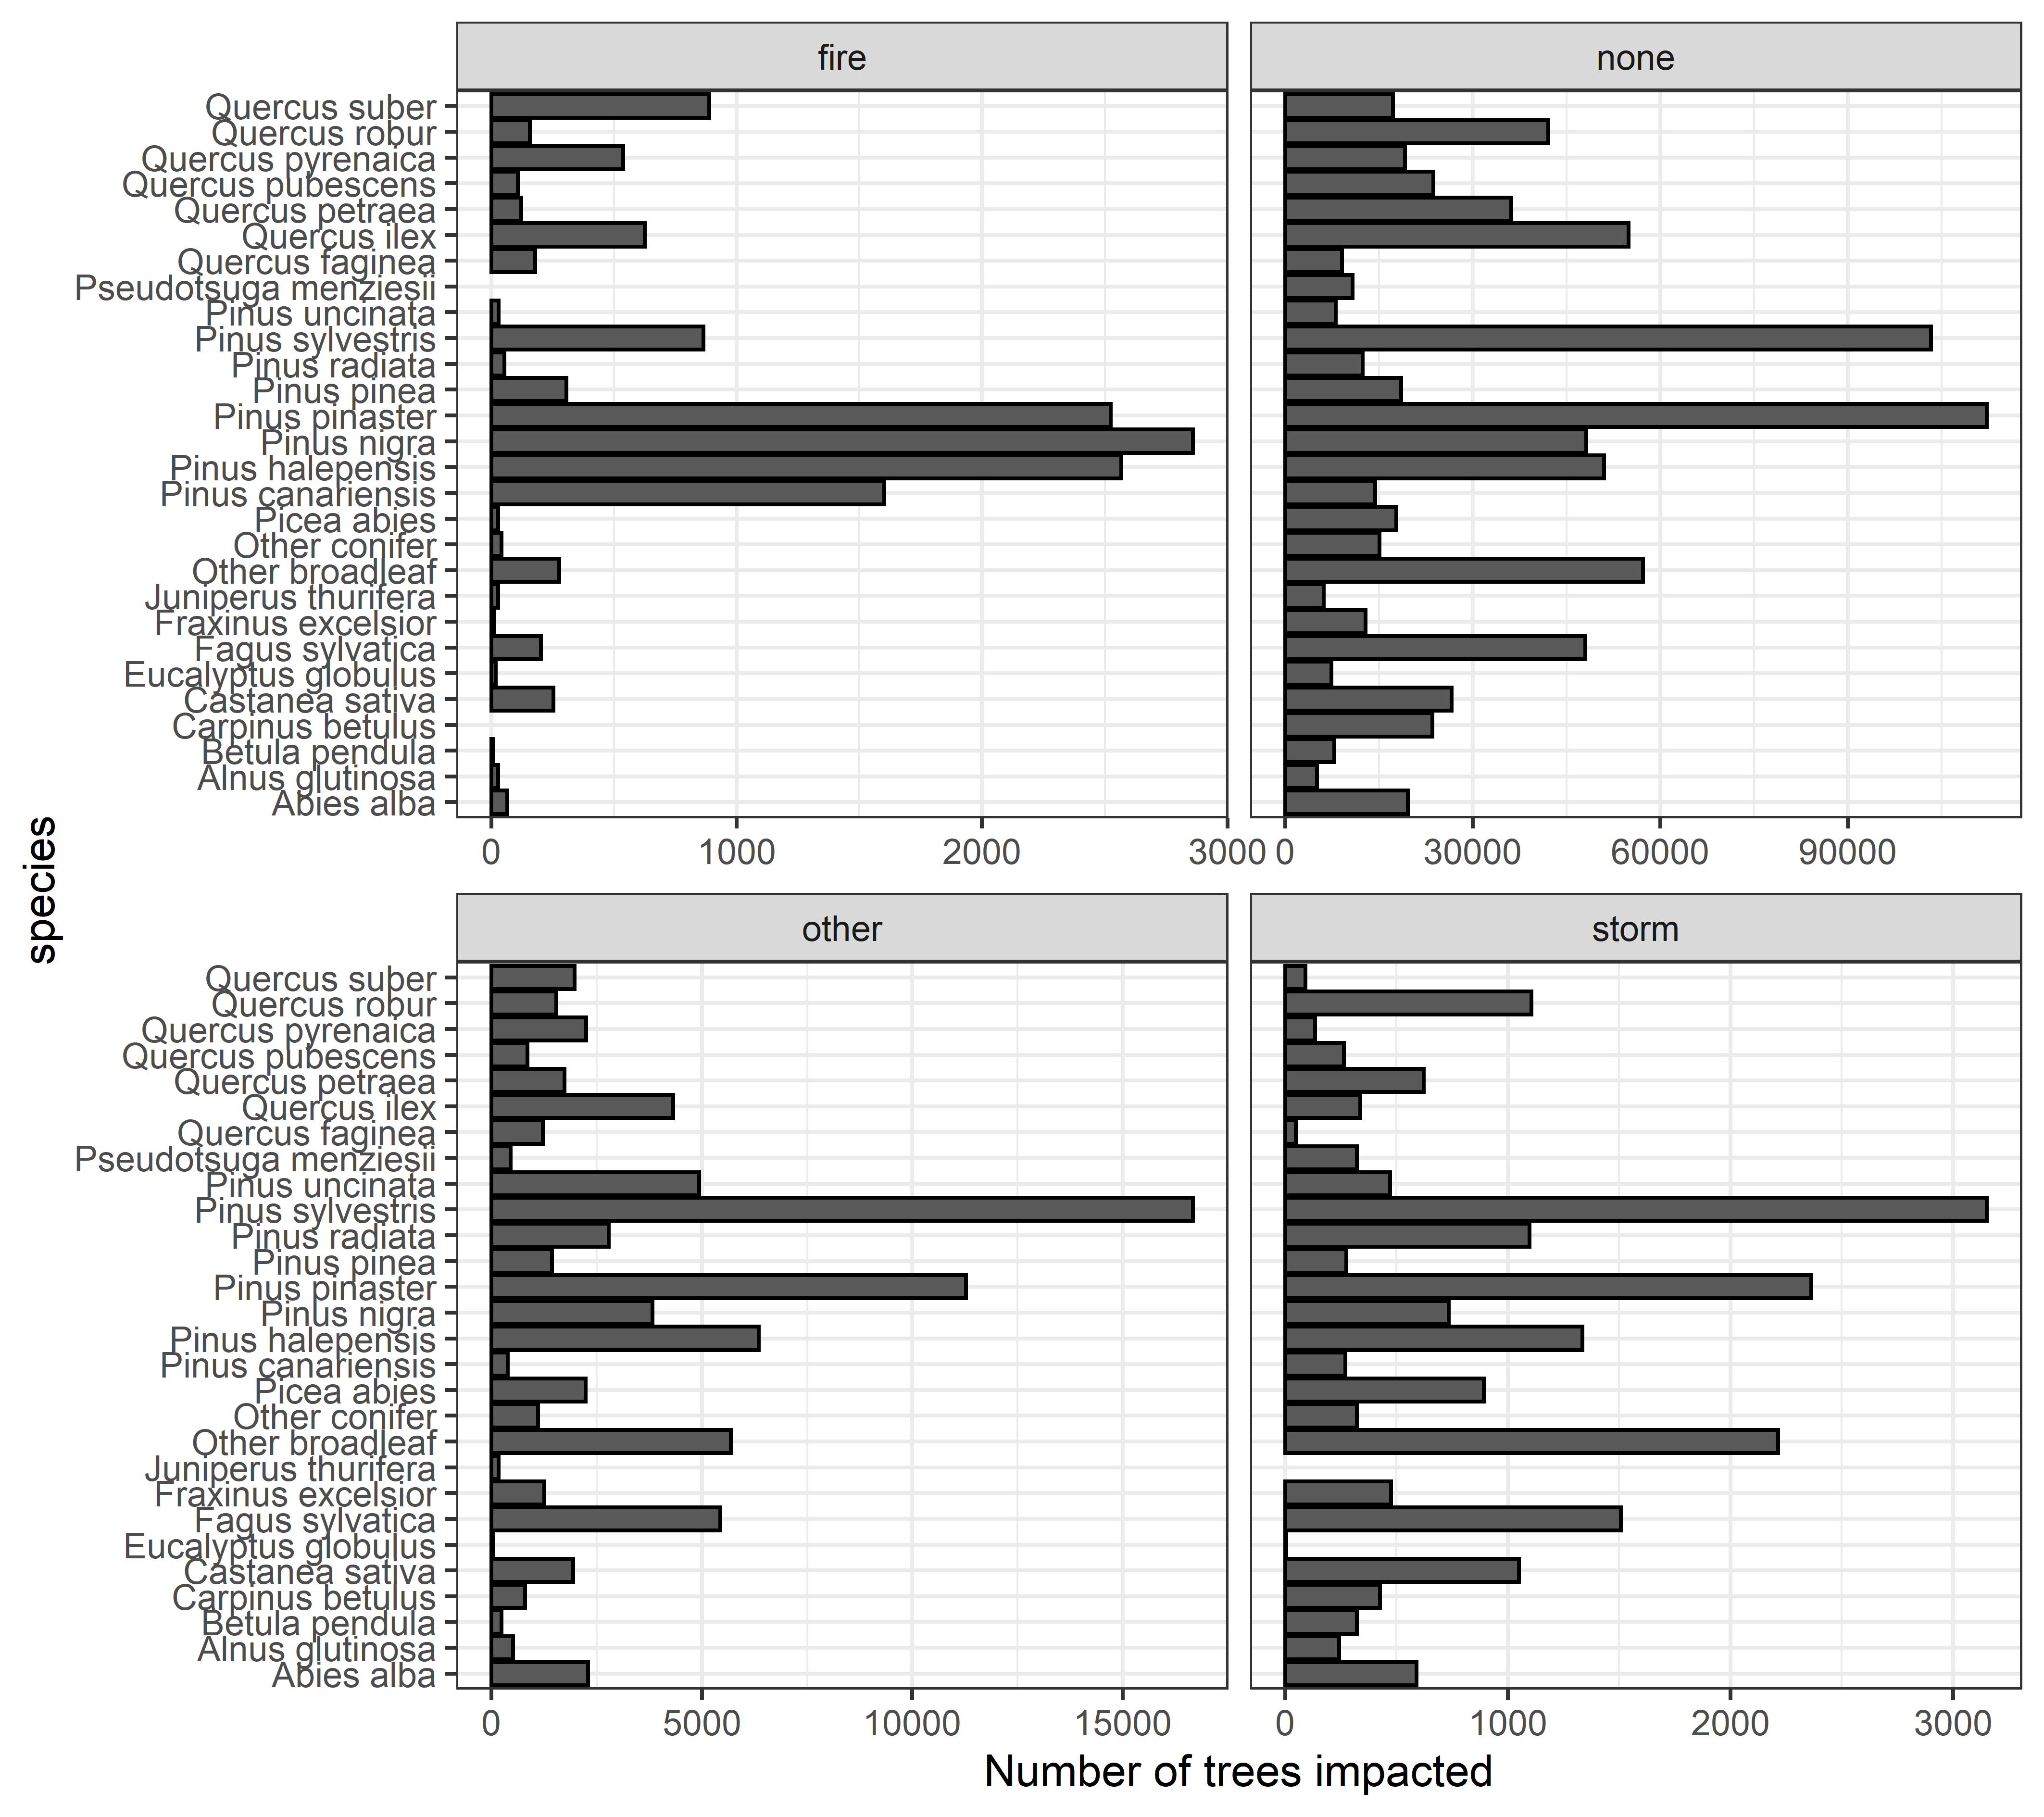 fire
none
Quercus suber
Quercus robur
Quercus pyrenaica
Quercus pubescens
Quercus petraea
Quercus ilex
Quercus faginea
Pseudotsuga menziesii
Pinus uncinata
Pinus sylvestris
Pinus radiata
Pinus pinea
Pinus pinaster
Pinus nigra
Pinus halepensis
Pinus canariensis
Picea abies
Other conifer
Other broadleaf
Juniperus thurifera
Fraxinus excelsior
Fagus sylvatica
Eucalyptus globulus
Castanea sativa
Carpinus betulus
Betula pendula
Alnus glutinosa
Abies alba
0 1000 2000 3000
0 30000 60000 90000
species
other
storm
Quercus suber
Quercus robur
Quercus pyrenaica
Quercus pubescens
Quercus petraea
Quercus ilex
Quercus faginea
Pseudotsuga menziesii
Pinus uncinata
Pinus sylvestris
Pinus radiata
Pinus pinea
Pinus pinaster
Pinus nigra
Pinus halepensis
Pinus canariensis
Picea abies
Other conifer
Other broadleaf
Juniperus thurifera
Fraxinus excelsior
Fagus sylvatica
Eucalyptus globulus
Castanea sativa
Carpinus betulus
Betula pendula
Alnus glutinosa
Abies alba
0 5000 10000 15000
0 1000 2000 3000
Number of trees impacted